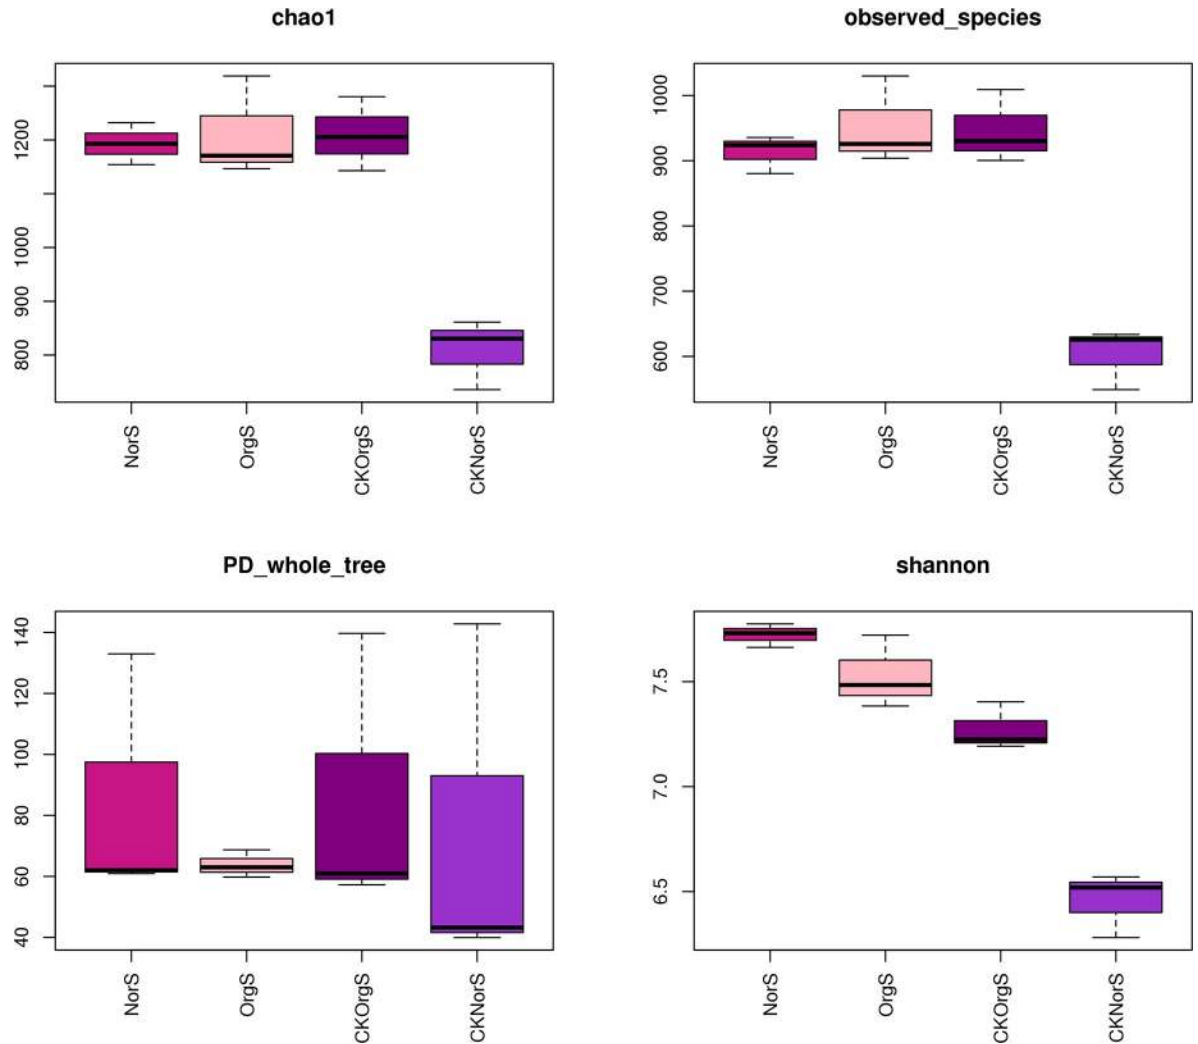 chao1
1200
1000
900
800
NorS
OrgS
CKOrgS
CKNorS
observed_species
1000
900
800
700
600
NorS
OrgS
CKOrgS
CKNorS
PD_whole_tree
140
120
100
80
60
40
NorS
OrgS
CKOrgS
CKNorS
shannon
7.5
7.0
6.5
NorS
OrgS
CKOrgS
CKNorS